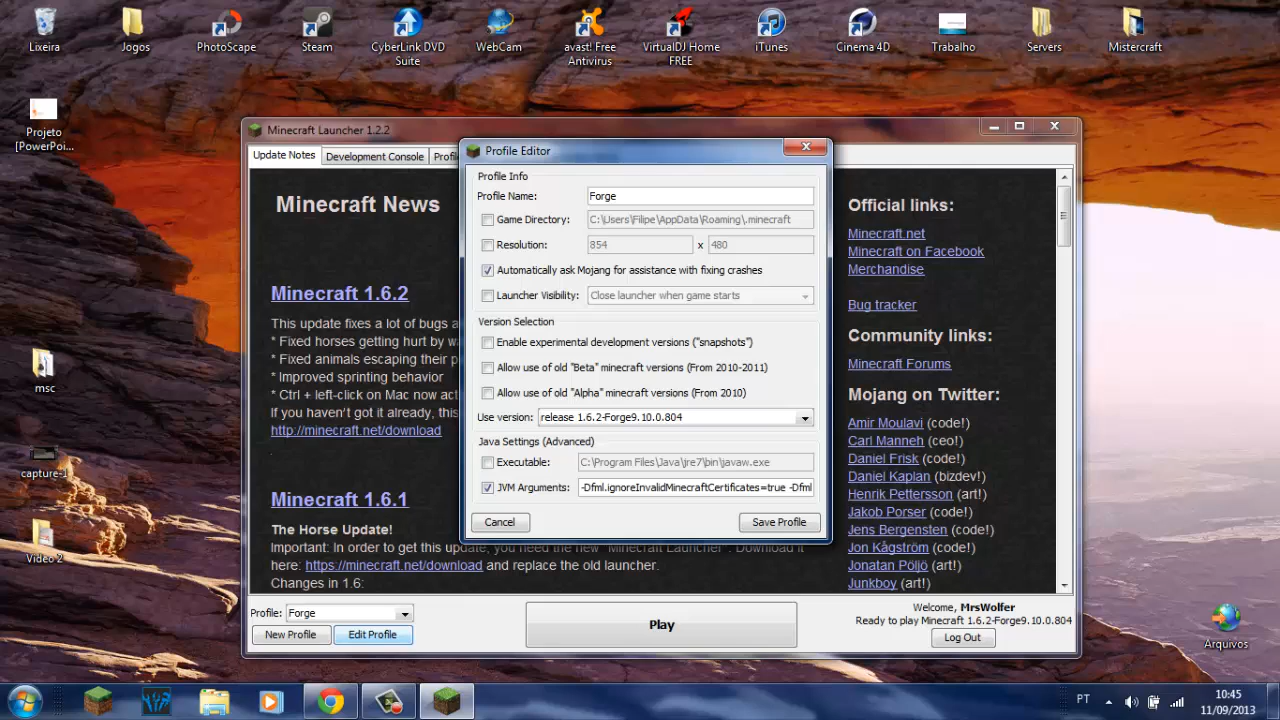 Lixeira
Jogos
PhotoScape
Steam
CyberLink DVD
Suite
WebCam
avast! Free
Antivirus
VirtualDJ Home
FREE
iTunes
Cinema 4D
Trabalho
Servers
Mistercraft
Projeto
[PowerPoi...
msc
capture-1
Video 2
Arquivos
Minecraft Launcher 1.2.2
Update Notes
Development Console
Profil
Minecraft News
Minecraft 1.6.2
This update fixes a lot of bugs a
* Fixed horses getting hurt by w
* Fixed animals escaping their p
* Improved sprinting behavior
* Ctrl + left-click on Mac now act
If you haven't got it already, this
http://minecraft.net/download
Minecraft 1.6.1
The Horse Update!
Important: In order to get this update, you need the new "Minecraft Launcher". Download it
here: https://minecraft.net/download and replace the old launcher.
Changes in 1.6:
Official links:
Minecraft.net
Minecraft on Facebook
Merchandise
Bug tracker
Community links:
Minecraft Forums
Mojang on Twitter:
Amir Moulavi (code!)
Carl Manneh (ceo!)
Daniel Frisk (code!)
Daniel Kaplan (bizdev!)
Henrik Pettersson (art!)
Jakob Porser (code!)
Jens Bergensten (code!)
Jon Kågström (code!)
Jonatan Pöljö (art!)
Junkboy (art!)
Profile Editor
Profile Info
Profile Name: Forge
Game Directory: C:\Users\Filipe\AppData\Roaming\.minecraft
Resolution: 854 x 480
Automatically ask Mojang for assistance with fixing crashes
Launcher Visibility: Close launcher when game starts
Version Selection
Enable experimental development versions ("snapshots")
Allow use of old "Beta" minecraft versions (From 2010-2011)
Allow use of old "Alpha" minecraft versions (From 2010)
Use version: release 1.6.2-Forge9.10.0.804
Java Settings (Advanced)
Executable: C:\Program Files\Java\jre7\bin\javaw.exe
JVM Arguments: -Dfml.ignoreInvalidMinecraftCertificates=true -Dfml
Cancel
Save Profile
Profile: Forge
New Profile
Edit Profile
Play
Welcome, MrsWolfer
Ready to play Minecraft 1.6.2-Forge9.10.0.804
Log Out
PT
10:45
11/09/2013